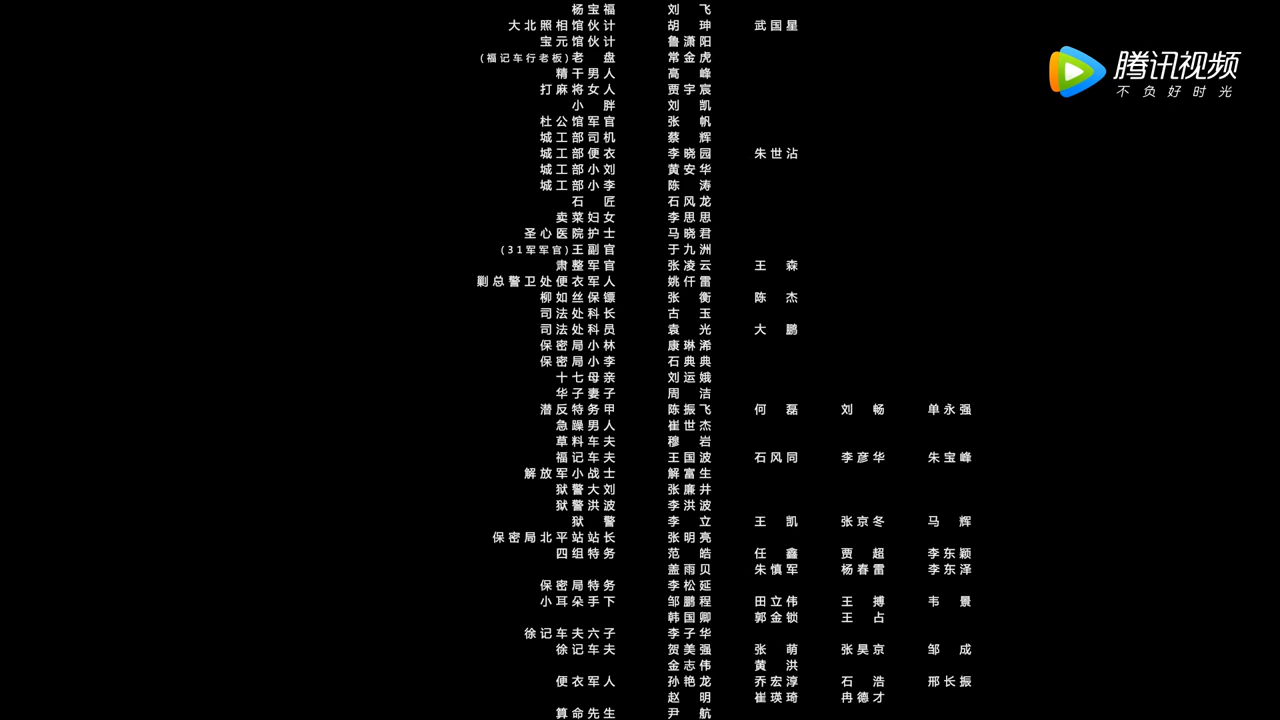 杨宝福 刘飞
大北照相馆伙计 胡珅 武国星
宝元馆伙计 鲁潇阳
(福记车行老板)老盘 常金虎
精干男人 高峰
打麻将女人 贾宇宸
小胖 刘凯
杜公馆军官 张帆
城工部司机 蔡辉
城工部便衣 李晓园 朱世沾
城工部小刘 黄安华
城工部小李 陈涛
石匠 石风龙
卖菜妇女 李思思
圣心医院护士 马晓君
(31军军官)王副官 于九洲
肃整军官 张凌云 王森
剿总警卫处便衣军人 姚仟雷
柳如丝保镖 张衡 陈杰
司法处科长 古玉
司法处科员 袁光 大鹏
保密局小林 康琳浠
保密局小李 石典典
十七母亲 刘运娥
华子妻子 周洁
潜反特务甲 陈振飞 何磊 刘畅 单永强
急躁男人 崔世杰
草料车夫 穆岩
福记车夫 王国波 石风同 李彦华 朱宝峰
解放军小战士 解富生
狱警大刘 张廉井
狱警洪波 李洪波
狱警 李立 王凯 张京冬 马辉
保密局北平站站长 张明亮
四组特务 范皓 任鑫 贾超 李东颖
盖雨贝 朱慎军 杨春雷 李东泽
保密局特务 李松延
小耳朵手下 邹鹏程 田立伟 王搏 韦景
韩国卿 郭金锁 王占
徐记车夫六子 李子华
徐记车夫 贺美强 张萌 张昊京 邹成
金志伟 黄洪
便衣军人 孙艳龙 乔宏淳 石浩 邢长振
赵明 崔瑛琦 冉德才
算命先生 尹航
腾讯视频
不负好时光